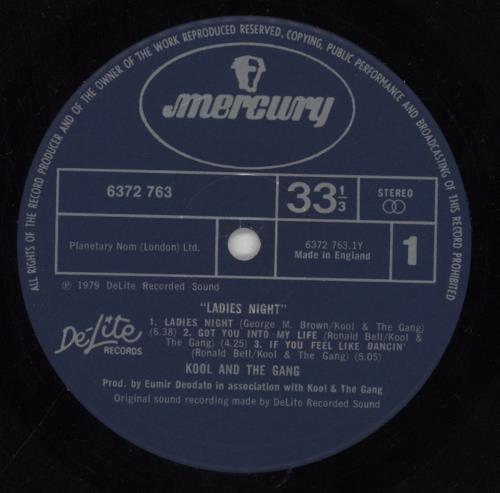 ALL RIGHTS OF THE RECORD PRODUCER AND OF THE OWNER OF THE WORK REPRODUCED RESERVED. COPYING, PUBLIC PERFORMANCE AND BROADCASTING OF THIS RECORD PROHIBITED
mercury
6372 763
33 1/3
STEREO
Planetary Nom (London) Ltd.
6372 763.1Y
Made in England
1
℗ 1979 DeLite Recorded Sound
"LADIES NIGHT"
1. LADIES NIGHT (George M. Brown/Kool & The Gang)
(6.38) 2. GOT YOU INTO MY LIFE (Ronald Bell/Kool
& The Gang) (4.25) 3. IF YOU FEEL LIKE DANCIN'
(Ronald Bell/Kool & The Gang) (5.05)
De-Lite
RECORDS
KOOL AND THE GANG
Prod. by Eumir Deodato in association with Kool & The Gang
Original sound recording made by DeLite Recorded Sound